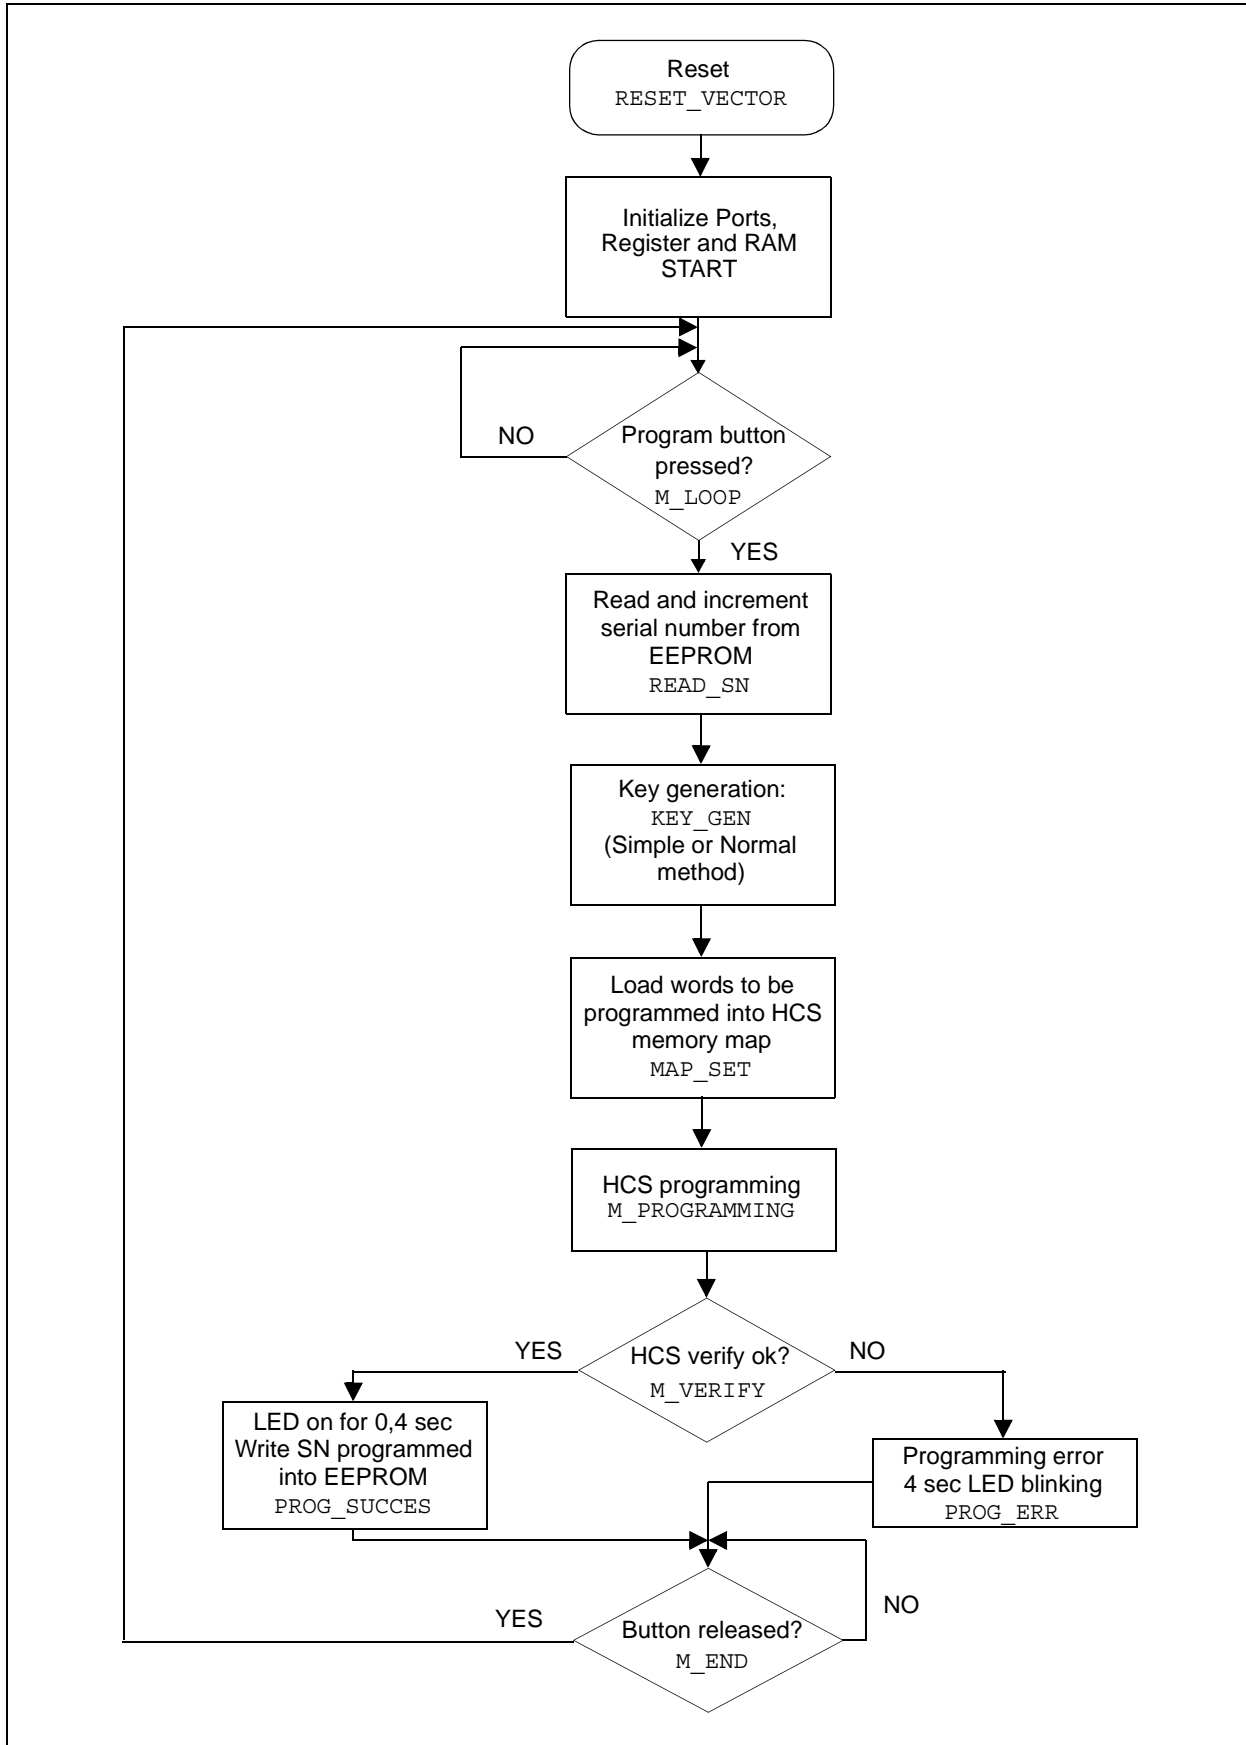 Reset
RESET_VECTOR
Initialize Ports,
Register and RAM
START
NO
Program button
pressed?
M_LOOP
YES
Read and increment
serial number from
EEPROM
READ_SN
Key generation:
KEY_GEN
(Simple or Normal
method)
Load words to be
programmed into HCS
memory map
MAP_SET
HCS programming
M_PROGRAMMING
YES
HCS verify ok?
M_VERIFY
NO
LED on for 0,4 sec
Write SN programmed
into EEPROM
PROG_SUCCES
Programming error
4 sec LED blinking
PROG_ERR
YES
Button released?
M_END
NO